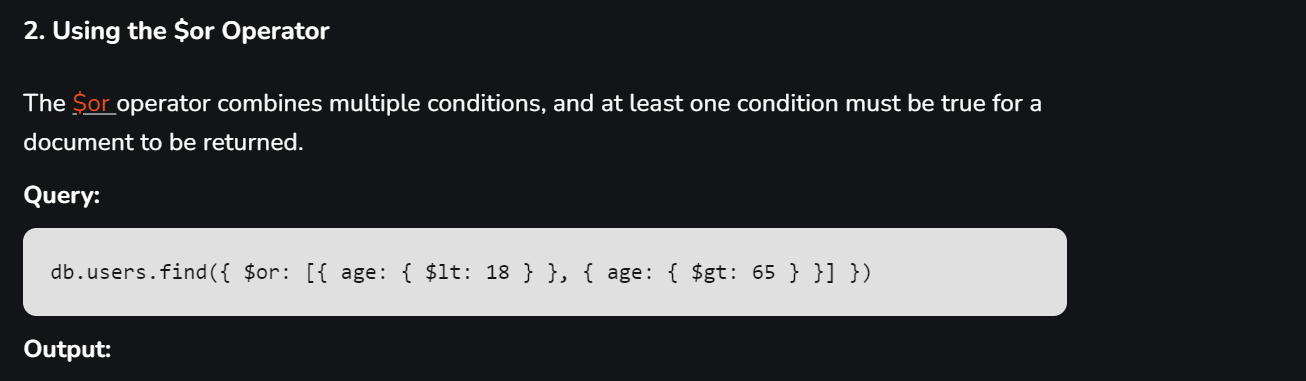 2. Using the $or Operator
The $or operator combines multiple conditions, and at least one condition must be true for a
document to be returned.
Query:
db.users.find({ $or: [{ age: { $lt: 18 } }, { age: { $gt: 65 } }] })
Output: